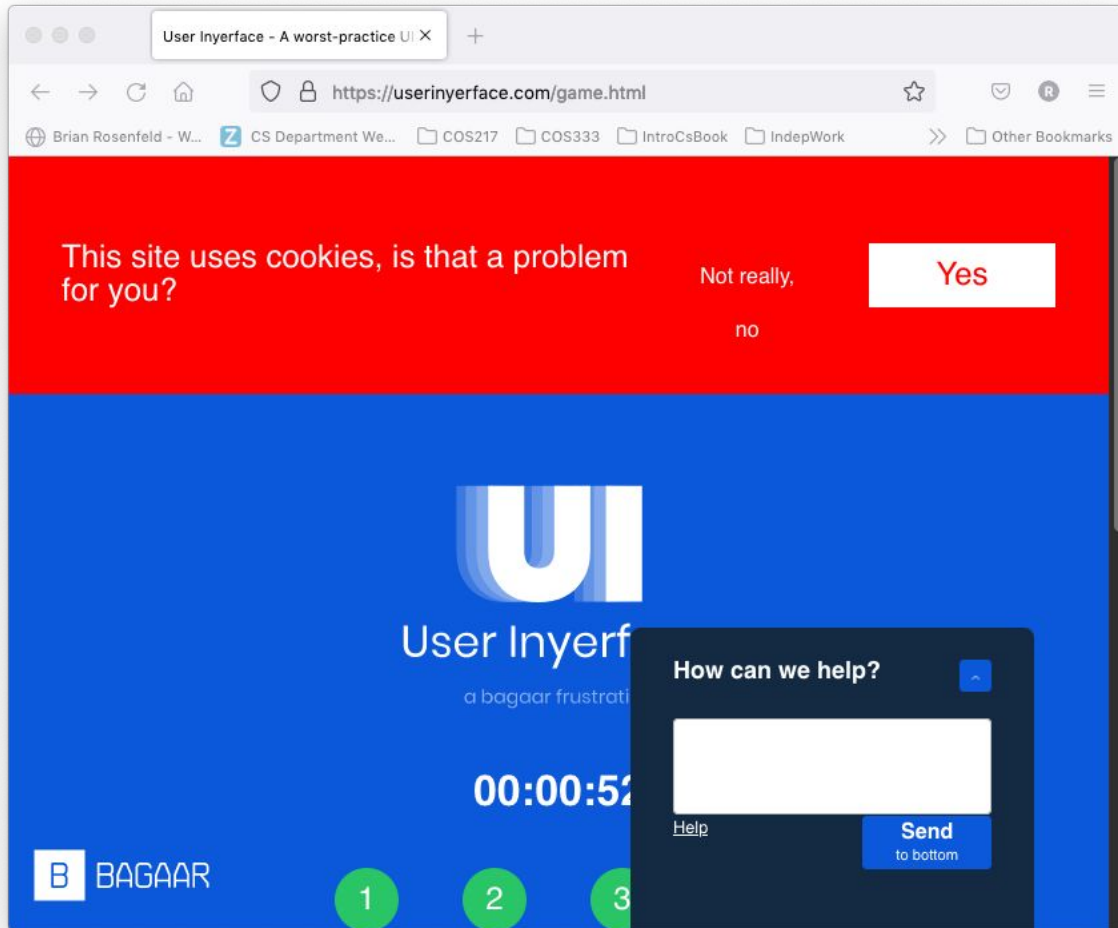 User Inyerface - A worst-practice UI
https://userinyerface.com/game.html
R
Brian Rosenfeld - W...
Z CS Department We...
COS217
COS333
IntroCsBook
IndepWork
Other Bookmarks
This site uses cookies, is that a problem
for you?
Not really,
no
Yes
UI
User Inyerf
a bagaar frustrati
00:00:52
How can we help?
Help
Send
to bottom
B BAGAAR
1
2
3